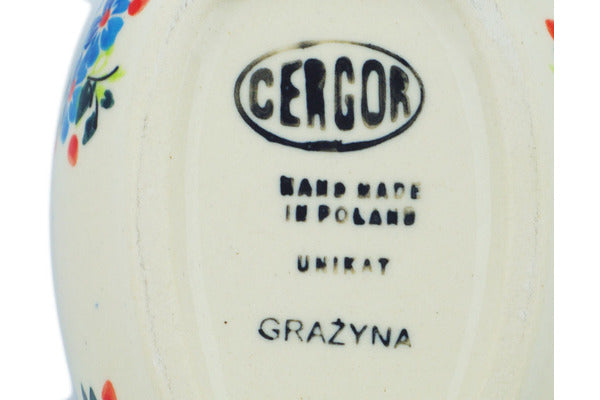 CERGOR
HAND MADE
IN POLAND
UNIKAT
GRAŻYNA